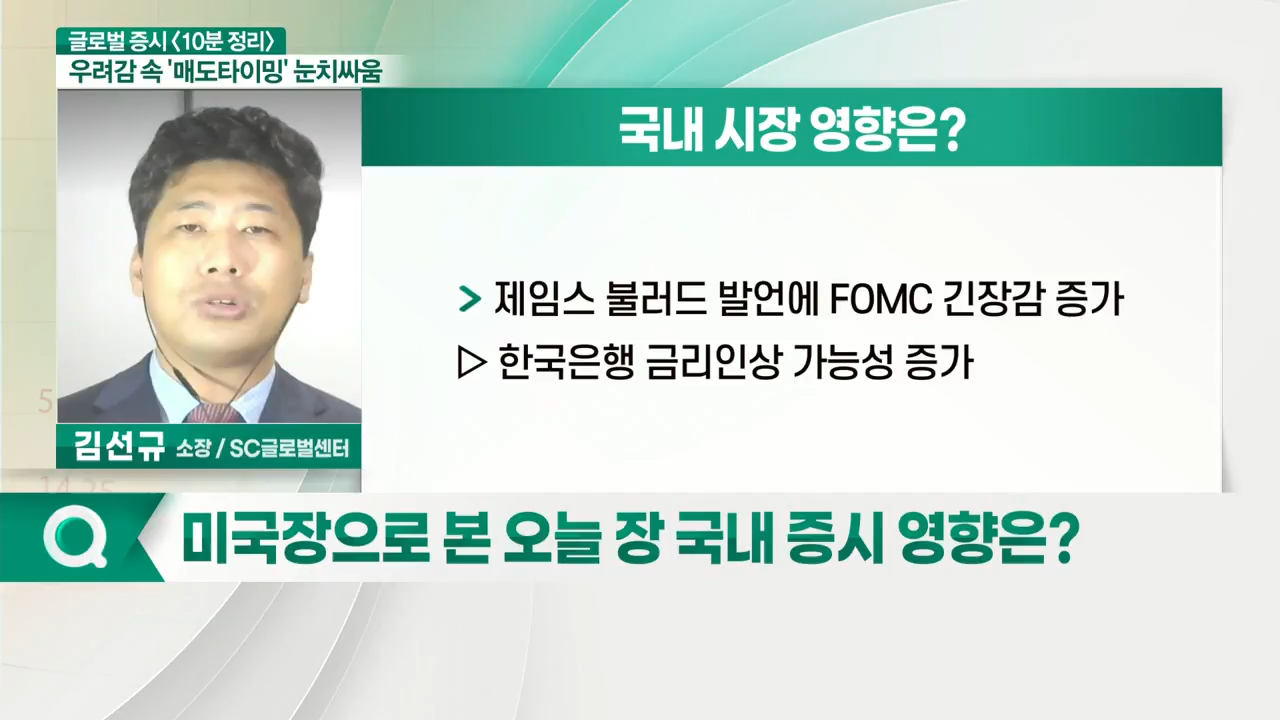 글로벌 증시 <10분 정리>
우려감 속 '매도타이밍' 눈치싸움
국내 시장 영향은?
> 제임스 불러드 발언에 FOMC 긴장감 증가
▷ 한국은행 금리인상 가능성 증가
김선규 소장 / SC글로벌센터
5
14.25
Q 미국장으로 본 오늘 장 국내 증시 영향은?